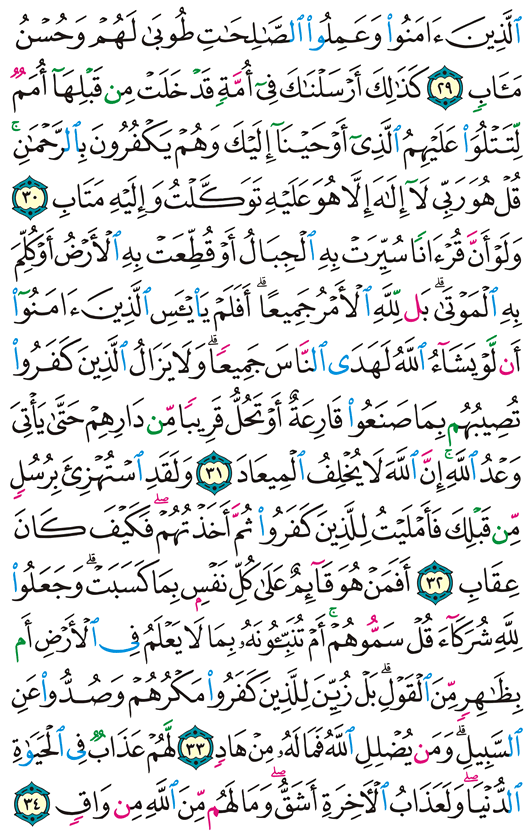 ٱلَّذِينَ ءَامَنُوا۟ وَعَمِلُوا۟ ٱلصَّـٰلِحَـٰتِ طُوبَىٰ لَهُمْ وَحُسْنُ
مَـَٔابٍ ٢٩ كَذَٰلِكَ أَرْسَلْنَـٰكَ فِىٓ أُمَّةٍ قَدْ خَلَتْ مِن قَبْلِهَآ أُمَمٌ
لِّتَتْلُوَا۟ عَلَيْهِمُ ٱلَّذِىٓ أَوْحَيْنَآ إِلَيْكَ وَهُمْ يَكْفُرُونَ بِٱلرَّحْمَـٰنِ ۚ
قُلْ هُوَ رَبِّى لَآ إِلَـٰهَ إِلَّا هُوَ عَلَيْهِ تَوَكَّلْتُ وَإِلَيْهِ مَتَابِ ٣٠
وَلَوْ أَنَّ قُرْءَانًا سُيِّرَتْ بِهِ ٱلْجِبَالُ أَوْ قُطِّعَتْ بِهِ ٱلْأَرْضُ أَوْ كُلِّمَ
بِهِ ٱلْمَوْتَىٰ ۗ بَل لِّلَّهِ ٱلْأَمْرُ جَمِيعًا ۗ أَفَلَمْ يَا۟يْـَٔسِ ٱلَّذِينَ ءَامَنُوٓا۟
أَن لَّوْ يَشَآءُ ٱللَّهُ لَهَدَى ٱلنَّاسَ جَمِيعًا ۗ وَلَا يَزَالُ ٱلَّذِينَ كَفَرُوا۟
تُصِيبُهُم بِمَا صَنَعُوا۟ قَارِعَةٌ أَوْ تَحُلُّ قَرِيبًا مِّن دَارِهِمْ حَتَّىٰ يَأْتِىَ
وَعْدُ ٱللَّهِ ۚ إِنَّ ٱللَّهَ لَا يُخْلِفُ ٱلْمِيعَادَ ٣١ وَلَقَدِ ٱسْتُهْزِئَ بِرُسُلٍ
مِّن قَبْلِكَ فَأَمْلَيْتُ لِلَّذِينَ كَفَرُوا۟ ثُمَّ أَخَذْتُهُمْ ۖ فَكَيْفَ كَانَ
عِقَابِ ٣٢ أَفَمَنْ هُوَ قَآئِمٌ عَلَىٰ كُلِّ نَفْسٍۭ بِمَا كَسَبَتْ ۗ وَجَعَلُوا۟
لِلَّهِ شُرَكَآءَ قُلْ سَمُّوهُمْ ۚ أَمْ تُنَبِّـُٔونَهُۥ بِمَا لَا يَعْلَمُ فِى ٱلْأَرْضِ أَم
بِظَـٰهِرٍ مِّنَ ٱلْقَوْلِ ۗ بَلْ زُيِّنَ لِلَّذِينَ كَفَرُوا۟ مَكْرُهُمْ وَصُدُّوا۟ عَنِ
ٱلسَّبِيلِ ۗ وَمَن يُضْلِلِ ٱللَّهُ فَمَا لَهُۥ مِنْ هَادٍ ٣٣ لَّهُمْ عَذَابٌ فِى ٱلْحَيَوٰةِ
ٱلدُّنْيَا ۖ وَلَعَذَابُ ٱلْـَٔاخِرَةِ أَشَقُّ ۖ وَمَا لَهُم مِّنَ ٱللَّهِ مِن وَاقٍ ٣٤